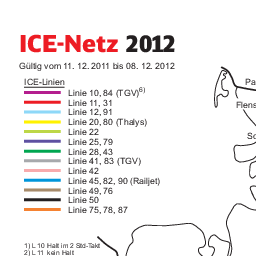 ICE-Netz 2012
Gültig vom 11. 12. 2011 bis 08. 12. 2012
ICE-Linien
Linie 10, 84 (TGV)6)
Linie 11, 31
Linie 12, 91
Linie 20, 80 (Thalys)
Linie 22
Linie 25, 79
Linie 28, 43
Linie 41, 83 (TGV)
Linie 42
Linie 45, 82, 90 (Railjet)
Linie 49, 76
Linie 50
Linie 75, 78, 87
1) L 10 Halt im 2 Std-Takt
2) L 11 kein Halt
Pa
Flens
Sc